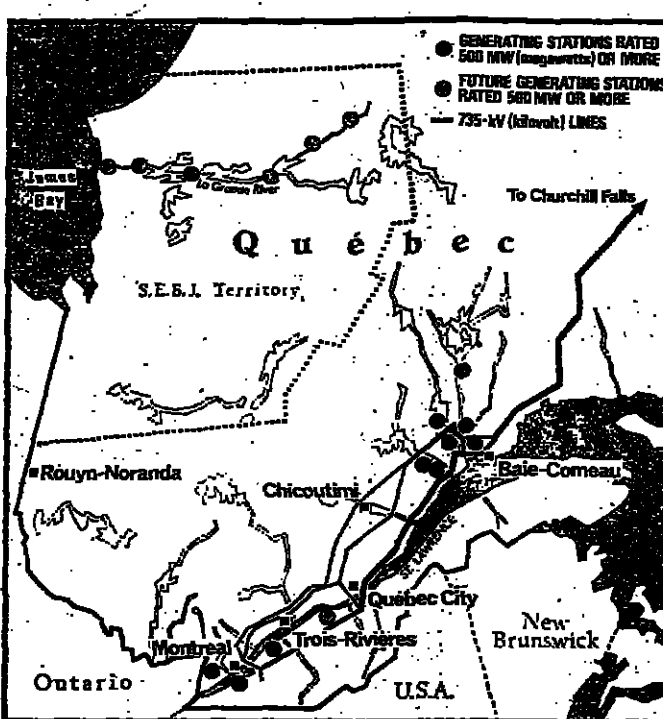 GENERATING STATIONS RATED
500 MW (megawatts) OR MORE
FUTURE GENERATING STATIONS
RATED 500 MW OR MORE
735-kV (kilovolt) LINES
James
Bay
La Grande River
To Churchill Falls
Québec
S.E.B.J. Territory
Rouyn-Noranda
Baie-Comeau
Chicoutimi
ST. LAWRENCE
Québec City
New
Brunswick
Montreal
Trois-Rivières
Ontario
U.S.A.